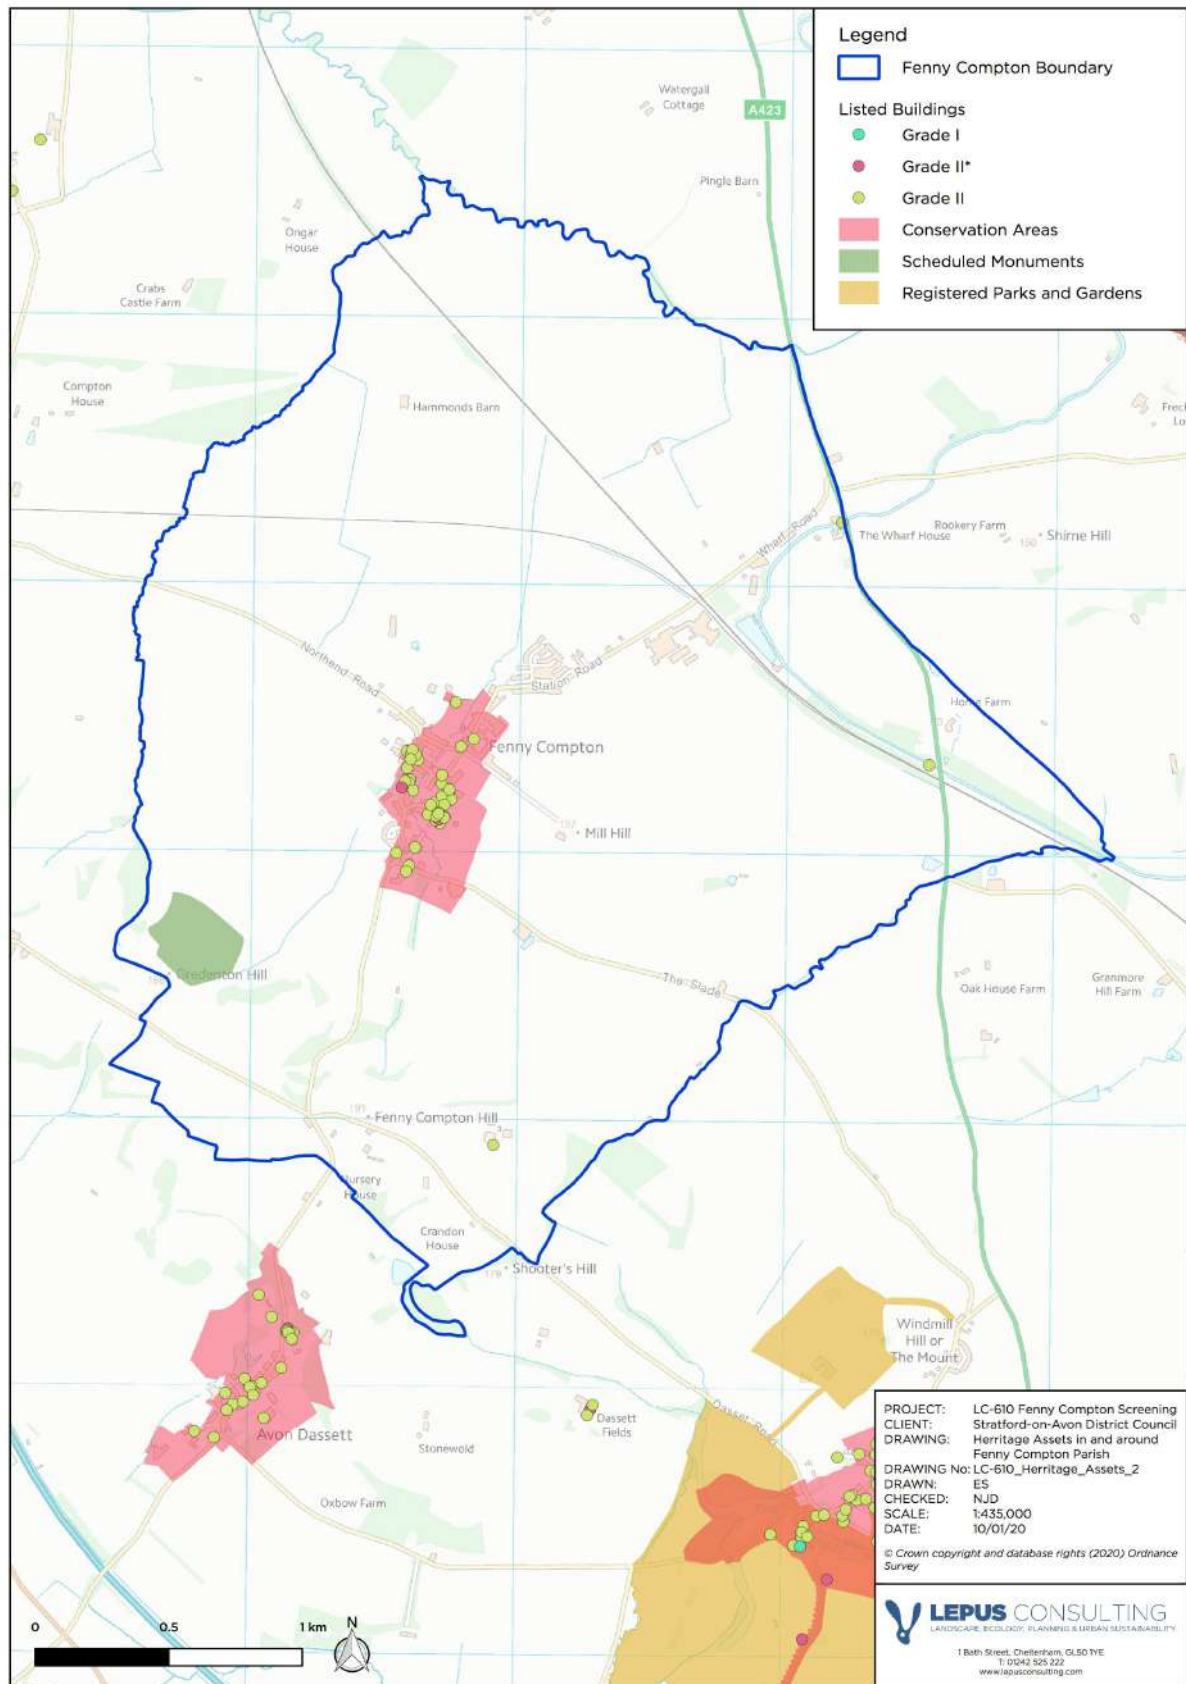 Legend
Fenny Compton Boundary
Listed Buildings
Grade I
Grade II*
Grade II
Conservation Areas
Scheduled Monuments
Registered Parks and Gardens
Watergall
Cottage
A423
Pingle Barn
Ongar
House
Crabs
Castle Farm
Compton
House
Hammonds Barn
Wharf Road
The Wharf House
Rookery Farm
150
Shirne Hill
Northend Road
Station Road
Home Farm
Fenny Compton
157
Mill Hill
Gredenton Hill
The Slade
Oak House Farm
Granmore
Hill Farm
191
Fenny Compton Hill
Nursery
House
Crandon
House
179
Shooter's Hill
Windmill
Hill or
The Mount
Avon Dassett
Dassett
Fields
Dasset Road
Stoneweld
Oxbow Farm
PROJECT: LC-610 Fenny Compton Screening
CLIENT: Stratford-on-Avon District Council
DRAWING: Herritage Assets in and around
Fenny Compton Parish
DRAWING No: LC-610_Herritage_Assets_2
DRAWN: ES
CHECKED: NJD
SCALE: 1:435,000
DATE: 10/01/20
© Crown copyright and database rights (2020) Ordnance
Survey
LEPUS CONSULTING
LANDSCAPE, ECOLOGY, PLANNING & URBAN SUSTAINABILITY
1 Bath Street, Cheltenham, GL50 1YE
T: 01242 525 222
www.lepusconsulting.com
0 0.5 1 km
N